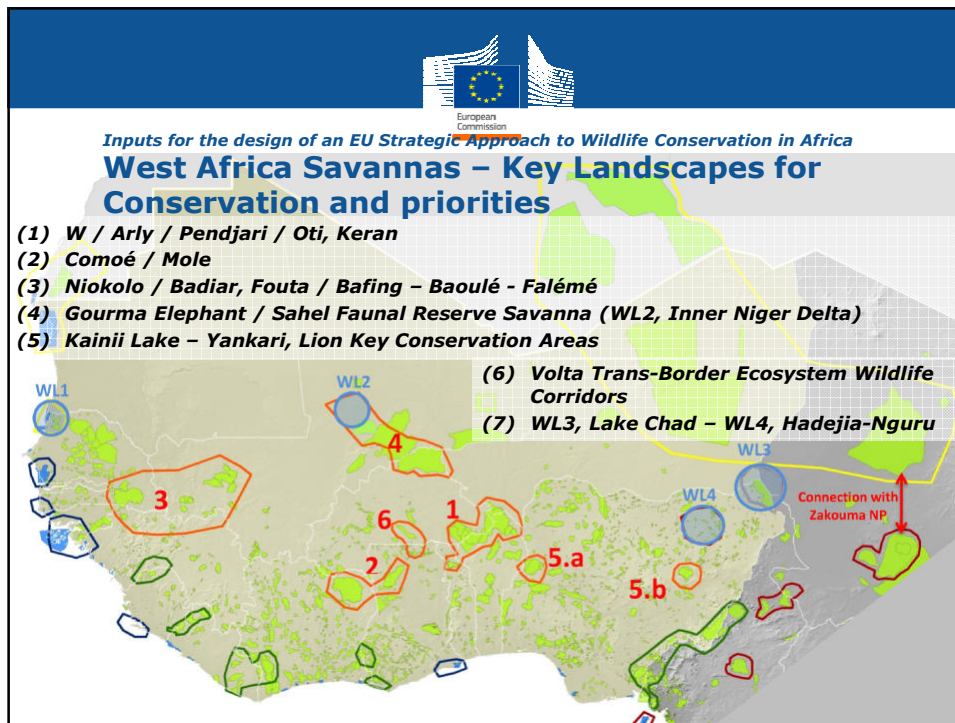 European
Commission
Inputs for the design of an EU Strategic Approach to Wildlife Conservation in Africa
West Africa Savannas – Key Landscapes for
Conservation and priorities
(1) W / Arly / Pendjari / Oti, Keran
(2) Comoé / Mole
(3) Niokolo / Badiar, Fouta / Bafing – Baoulé - Falémé
(4) Gourma Elephant / Sahel Faunal Reserve Savanna (WL2, Inner Niger Delta)
(5) Kainii Lake – Yankari, Lion Key Conservation Areas
(6) Volta Trans-Border Ecosystem Wildlife
Corridors
(7) WL3, Lake Chad – WL4, Hadejia-Nguru
WL1
WL2
WL3
4
3
1
WL4
Connection with
Zakouma NP
6
2
5.a
5.b